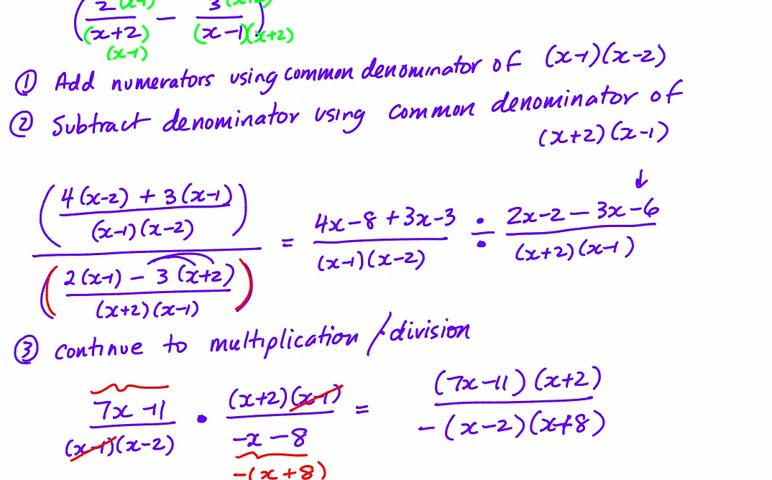 (2(x-1)/(x+2)(x-1) - 3(x+2)/(x-1)(x+2))
① Add numerators using common denominator of (x-1)(x-2)
② Subtract denominator using common denominator of
(x+2)(x-1)
↓
((4(x-2) + 3(x-1))/((x-1)(x-2))) / ((2(x-1) - 3(x+2))/((x+2)(x-1))) = (4x-8+3x-3)/((x-1)(x-2)) ÷ (2x-2-3x-6)/((x+2)(x-1))
③ continue to multiplication/division
(7x-11)/((x-1)(x-2)) • ((x+2)(x-1))/(-x-8) = ((7x-11)(x+2))/(-(x-2)(x+8))
-(x+8)